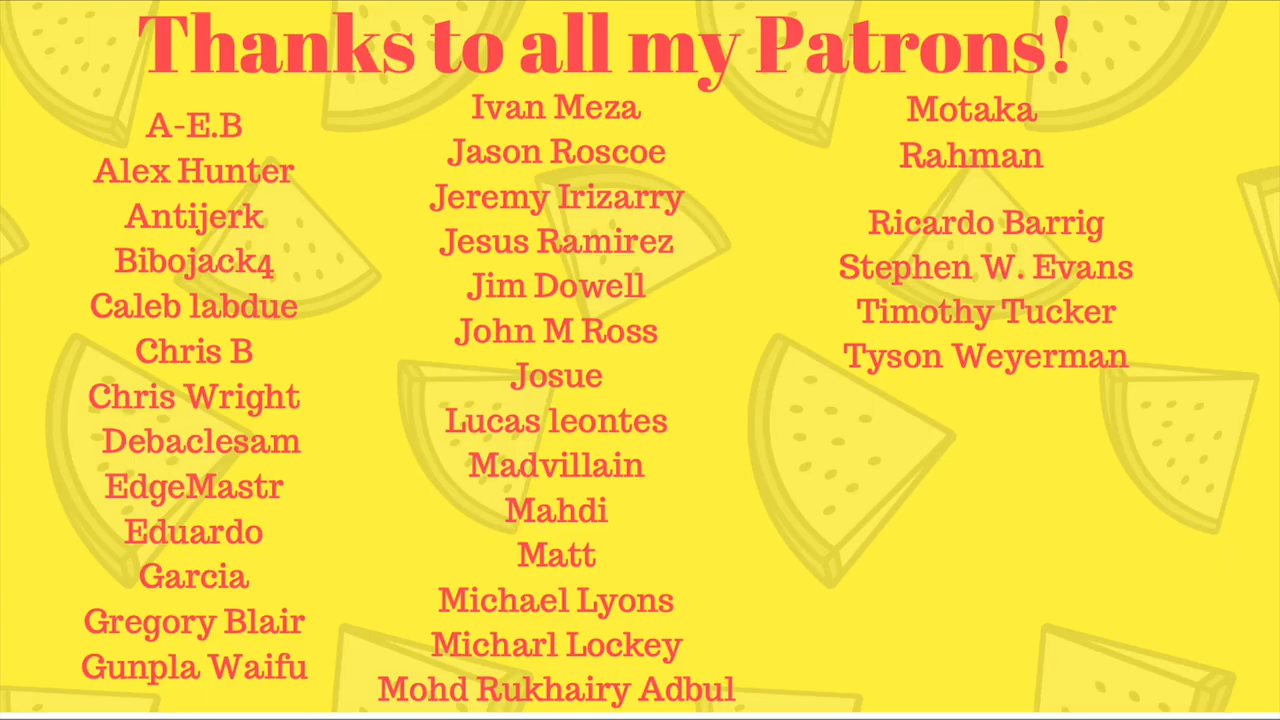 Thanks to all my Patrons!
A-E.B
Alex Hunter
Antijerk
Bibojack4
Caleb labdue
Chris B
Chris Wright
Debaclesam
EdgeMastr
Eduardo
Garcia
Gregory Blair
Gunpla Waifu
Ivan Meza
Jason Roscoe
Jeremy Irizarry
Jesus Ramirez
Jim Dowell
John M Ross
Josue
Lucas leontes
Madvillain
Mahdi
Matt
Michael Lyons
Micharl Lockey
Mohd Rukhairy Adbul
Motaka
Rahman
Ricardo Barrig
Stephen W. Evans
Timothy Tucker
Tyson Weyerman